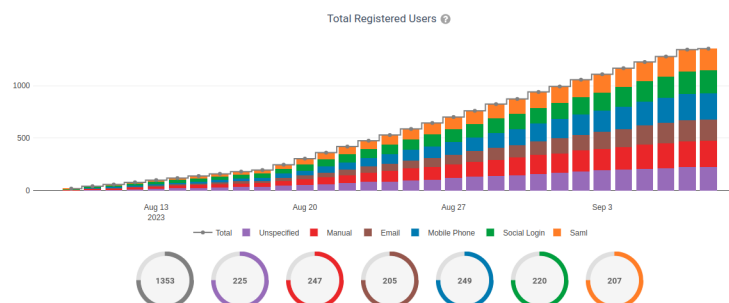 Total Registered Users ?
1000
500
0
Aug 13
2023
Aug 20
Aug 27
Sep 3
Total Unspecified Manual Email Mobile Phone Social Login Saml
1353 225 247 205 249 220 207